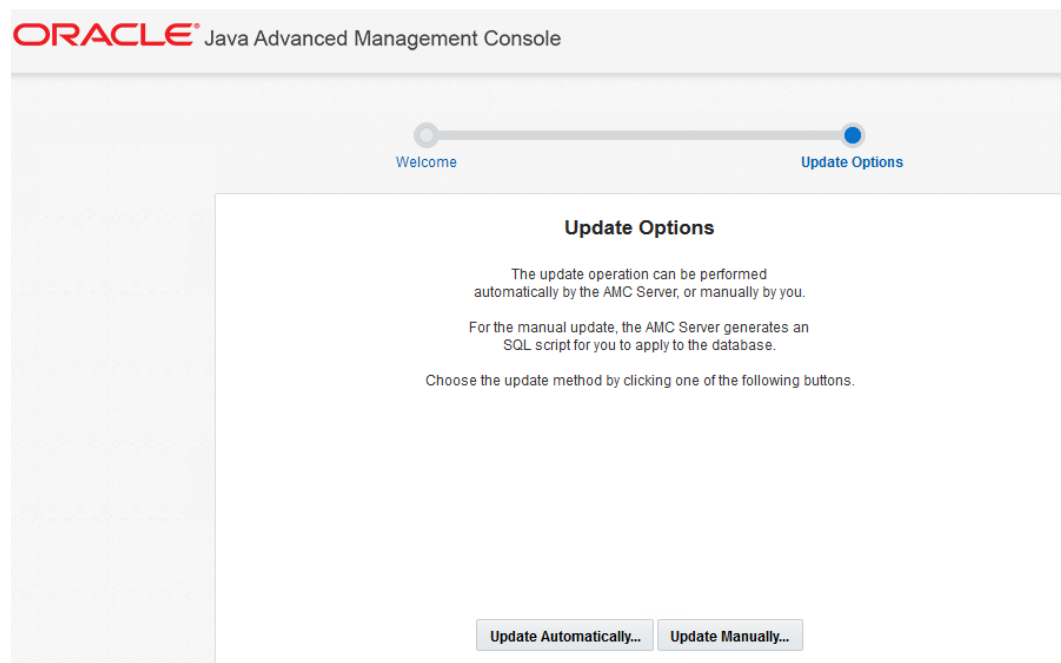 ORACLE® Java Advanced Management Console
Welcome
Update Options
Update Options
The update operation can be performed
automatically by the AMC Server, or manually by you.
For the manual update, the AMC Server generates an
SQL script for you to apply to the database.
Choose the update method by clicking one of the following buttons.
Update Automatically...
Update Manually...